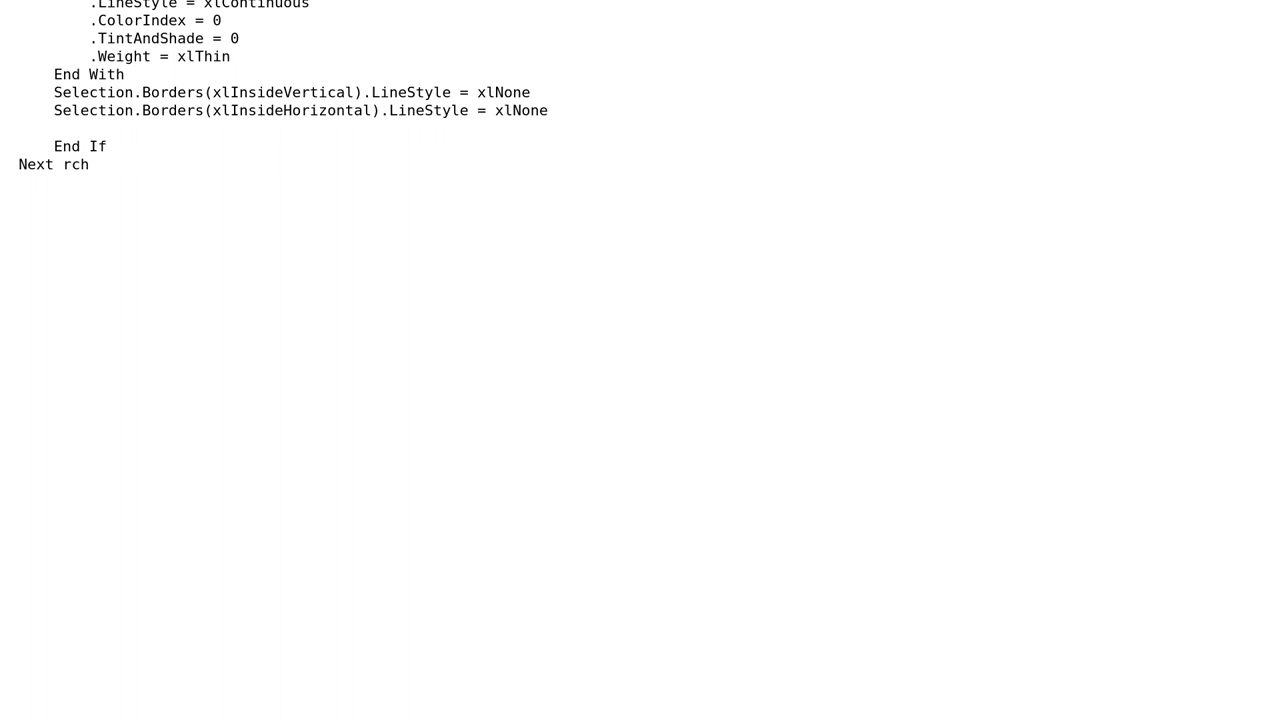 .LineStyle = xlContinuous
.ColorIndex = 0
.TintAndShade = 0
.Weight = xlThin
End With
Selection.Borders(xlInsideVertical).LineStyle = xlNone
Selection.Borders(xlInsideHorizontal).LineStyle = xlNone
End If
Next rch